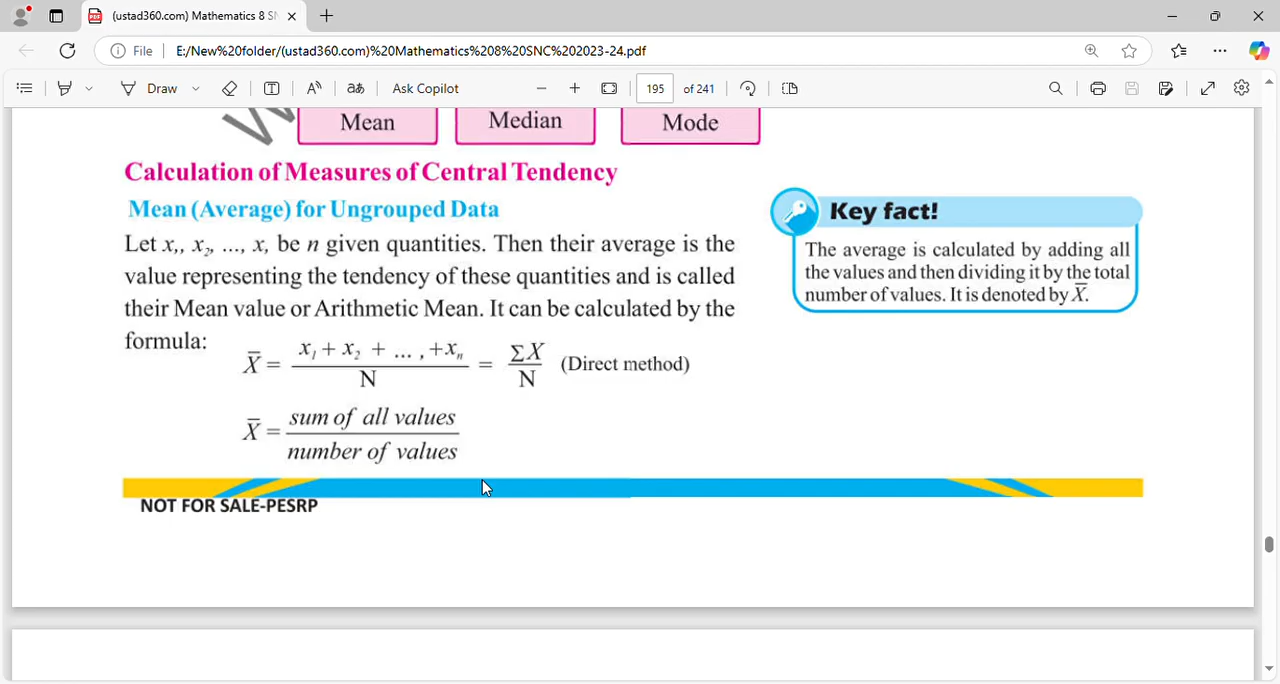 (ustad360.com) Mathematics 8 SN
File E:/New%20folder/(ustad360.com)%20Mathematics%208%20SNC%202023-24.pdf
Draw aあ Ask Copilot 195 of 241
W
Mean Median Mode
Calculation of Measures of Central Tendency
Mean (Average) for Ungrouped Data
Let x,, x₂, ..., x, be n given quantities. Then their average is the
value representing the tendency of these quantities and is called
their Mean value or Arithmetic Mean. It can be calculated by the
formula:
X̅ = x₁ + x₂ + ... , +xₙ / N = ΣX / N (Direct method)
X̅ = sum of all values / number of values
Key fact!
The average is calculated by adding all
the values and then dividing it by the total
number of values. It is denoted by X̅.
NOT FOR SALE-PESRP